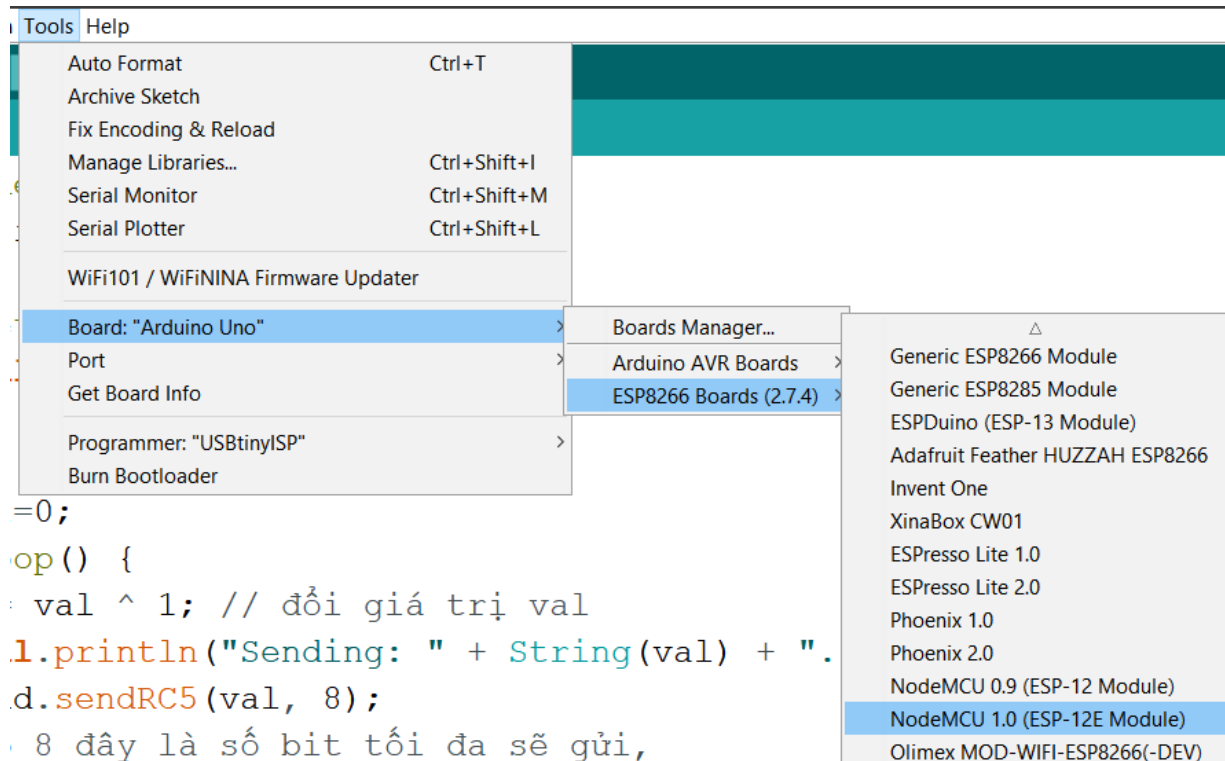 Tools Help
Auto Format Ctrl+T
Archive Sketch
Fix Encoding & Reload
Manage Libraries... Ctrl+Shift+I
Serial Monitor Ctrl+Shift+M
Serial Plotter Ctrl+Shift+L
WiFi101 / WiFiNINA Firmware Updater
Board: "Arduino Uno"
Port
Get Board Info
Programmer: "USBtinyISP"
Burn Bootloader
Boards Manager...
Arduino AVR Boards
ESP8266 Boards (2.7.4)
Generic ESP8266 Module
Generic ESP8285 Module
ESPDuino (ESP-13 Module)
Adafruit Feather HUZZAH ESP8266
Invent One
XinaBox CW01
ESPresso Lite 1.0
ESPresso Lite 2.0
Phoenix 1.0
Phoenix 2.0
NodeMCU 0.9 (ESP-12 Module)
NodeMCU 1.0 (ESP-12E Module)
Olimex MOD-WIFI-ESP8266(-DEV)
=0;
op() {
= val ^ 1; // đổi giá trị val
l.println("Sending: " + String(val) + ".
d.sendRC5(val, 8);
8 đây là số bit tối đa sẽ gửi,